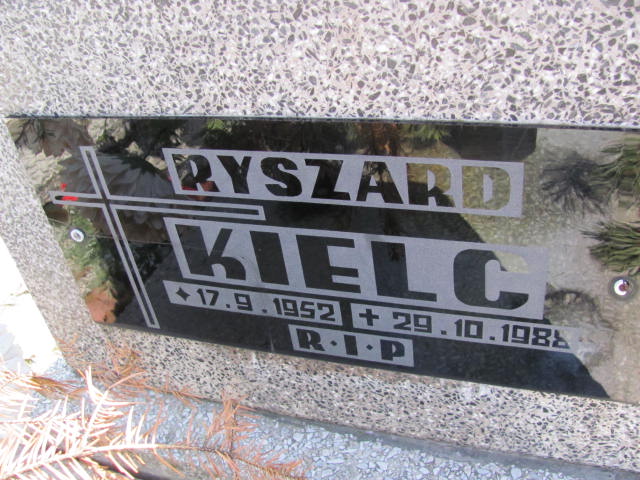 RYSZARD
KIELC
✦ 17.9.1952 + 29.10.1988
R·I·P